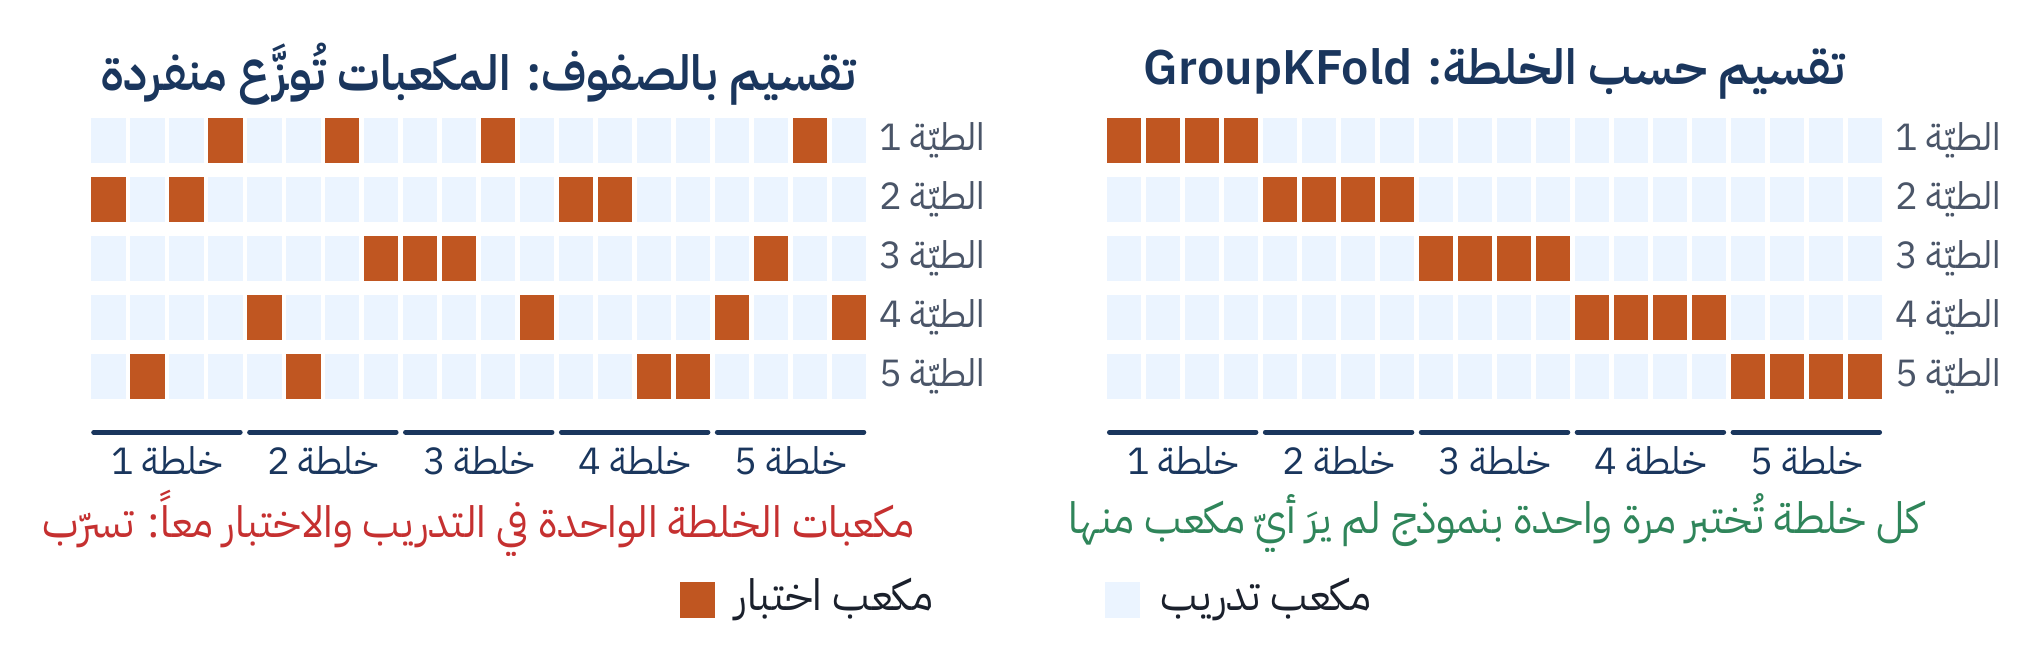 تقسيم حسب الخلطة: GroupKFold
الطيّة 1
الطيّة 2
الطيّة 3
الطيّة 4
الطيّة 5
خلطة 1
خلطة 2
خلطة 3
خلطة 4
خلطة 5
كل خلطة تُختبر مرة واحدة بنموذج لم يرَ أيّ مكعب منها
تقسيم بالصفوف: المكعبات تُوزَّع منفردة
الطيّة 1
الطيّة 2
الطيّة 3
الطيّة 4
الطيّة 5
خلطة 1
خلطة 2
خلطة 3
خلطة 4
خلطة 5
مكعبات الخلطة الواحدة في التدريب والاختبار معاً: تسرّب
مكعب تدريب
مكعب اختبار